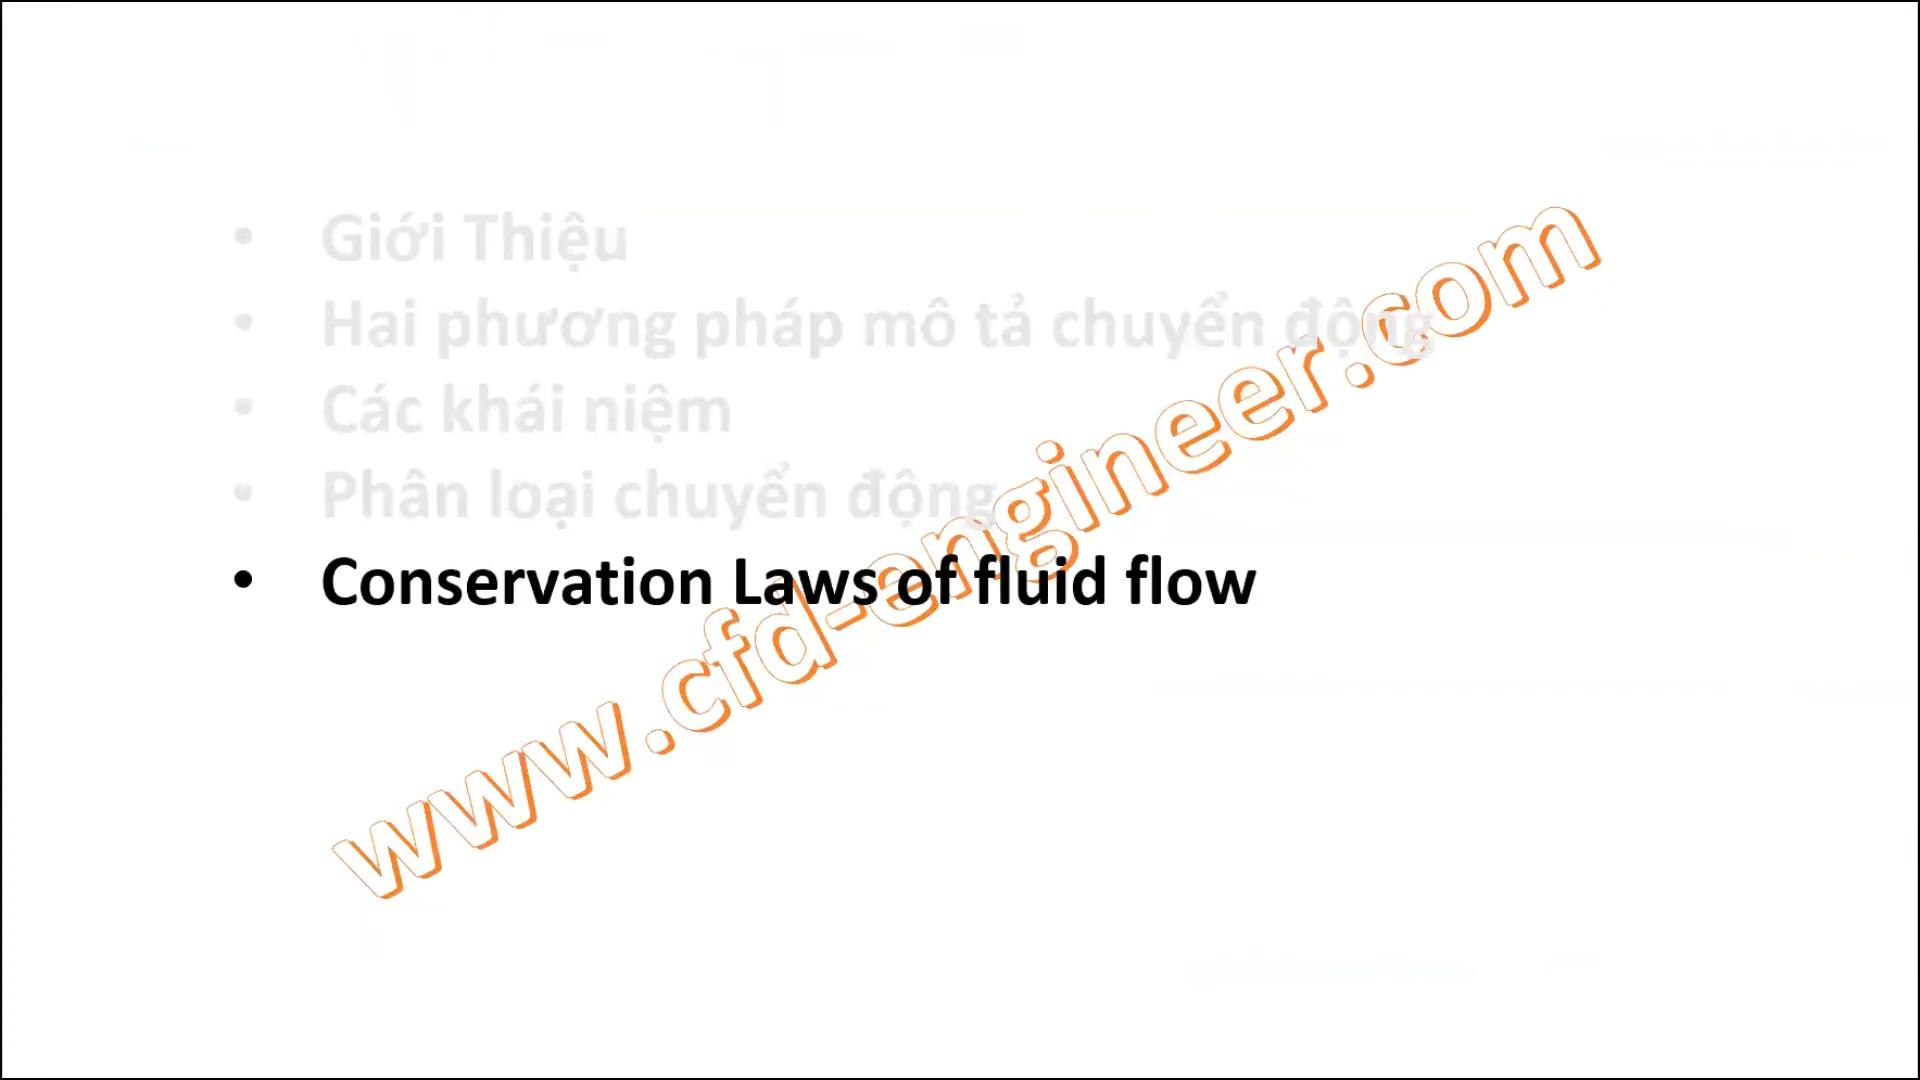 • Giới Thiệu
• Hai phương pháp mô tả chuyển động
• Các khái niệm
• Phân loại chuyển động
• Conservation Laws of fluid flow
www.cfd-engineer.com